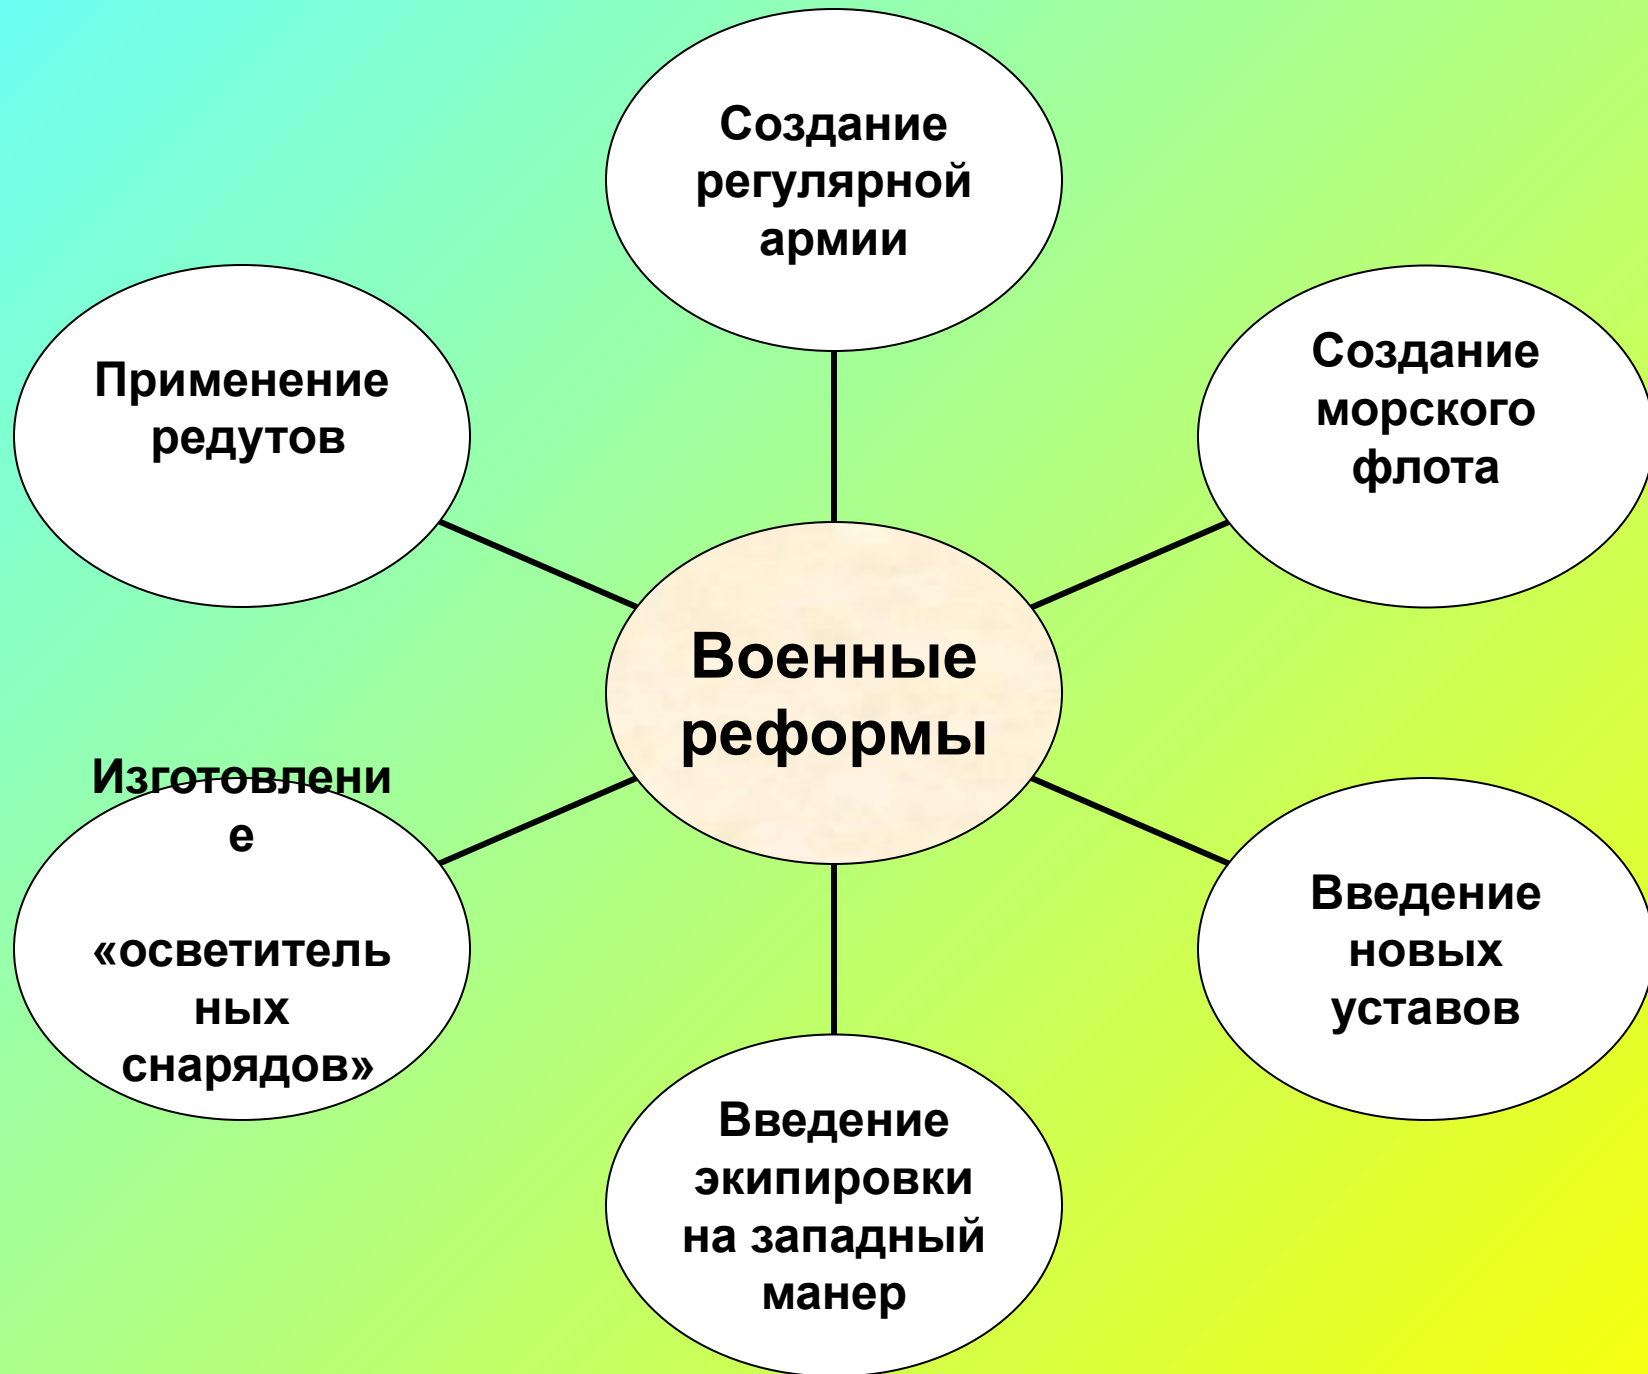 Создание
регулярной
армии
Применение
редутов
Создание
морского
флота
Военные
реформы
Изготовлени
е
«осветитель
ных
снарядов»
Введение
новых
уставов
Введение
экипировки
на западный
манер